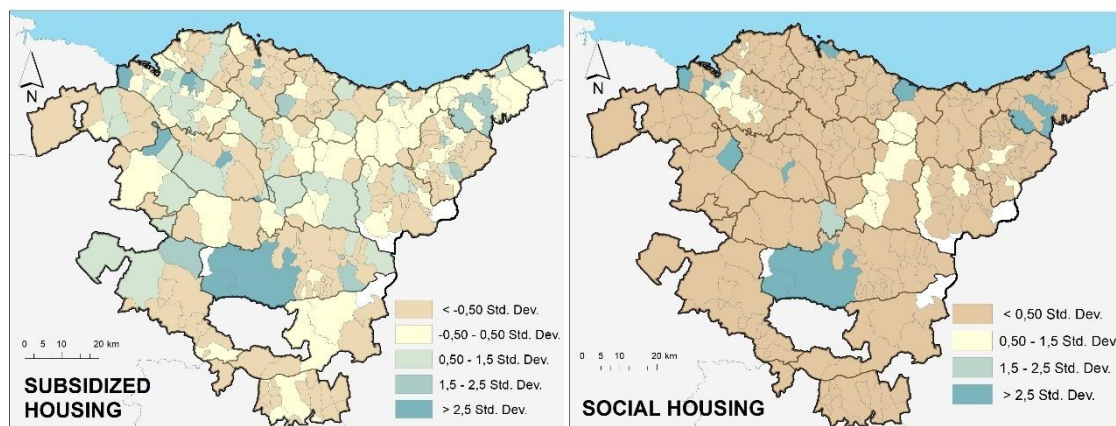 N
< -0,50 Std. Dev.
-0,50 - 0,50 Std. Dev.
0,50 - 1,5 Std. Dev.
1,5 - 2,5 Std. Dev.
> 2,5 Std. Dev.
0 5 10 20 km
SUBSIDIZED
HOUSING
N
< 0,50 Std. Dev.
0,50 - 1,5 Std. Dev.
1,5 - 2,5 Std. Dev.
> 2,5 Std. Dev.
0 5 10 20 km
SOCIAL HOUSING